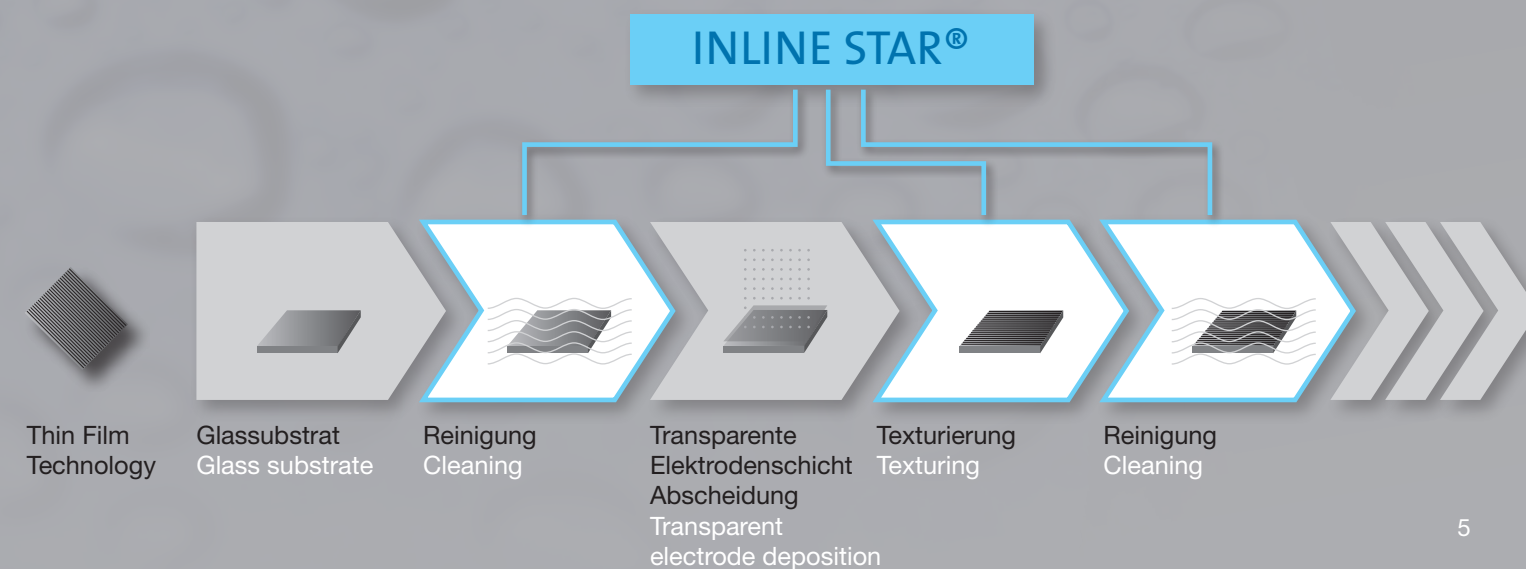 INLINE STAR®
Thin Film
Technology
Glassubstrat
Glass substrate
Reinigung
Cleaning
Transparente
Elektrodenschicht
Abscheidung
Transparent
electrode deposition
Texturierung
Texturing
Reinigung
Cleaning
5